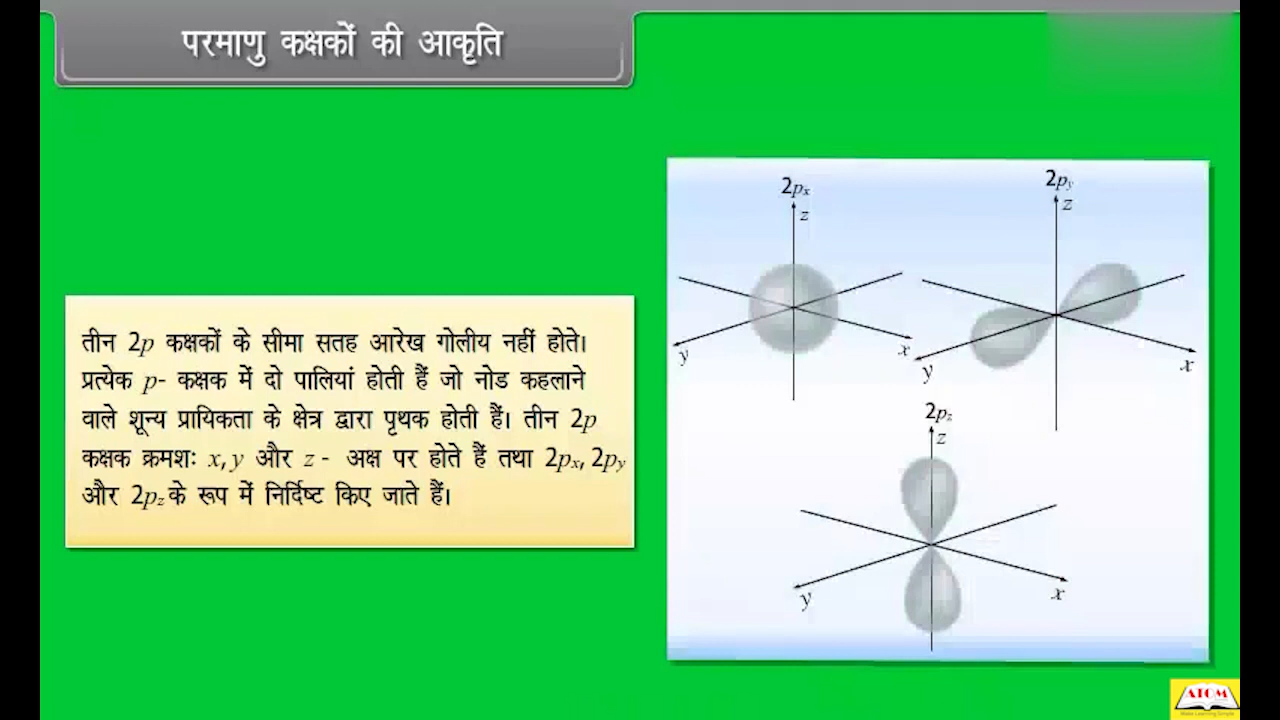 परमाणु कक्षकों की आकृति
तीन 2p कक्षकों के सीमा सतह आरेख गोलीय नहीं होते।
प्रत्येक p- कक्षक में दो पालियां होती हैं जो नोड कहलाने
वाले शून्य प्रायिकता के क्षेत्र द्वारा पृथक होती हैं। तीन 2p
कक्षक क्रमशः x, y और z - अक्ष पर होते हैं तथा 2px, 2py
और 2pz के रूप में निर्दिष्ट किए जाते हैं।
2px
z
y
x
2py
z
y
x
2pz
z
y
x
ATOM